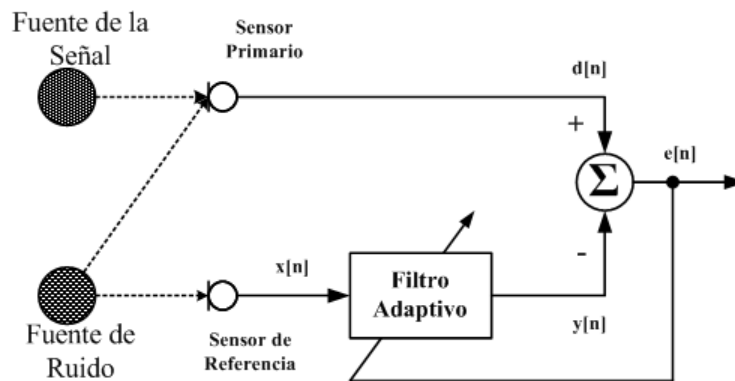 Fuente de la
Señal
Sensor
Primario
d[n]
+
Σ
e[n]
-
x[n]
Filtro
Adaptivo
y[n]
Fuente de
Ruido
Sensor de
Referencia